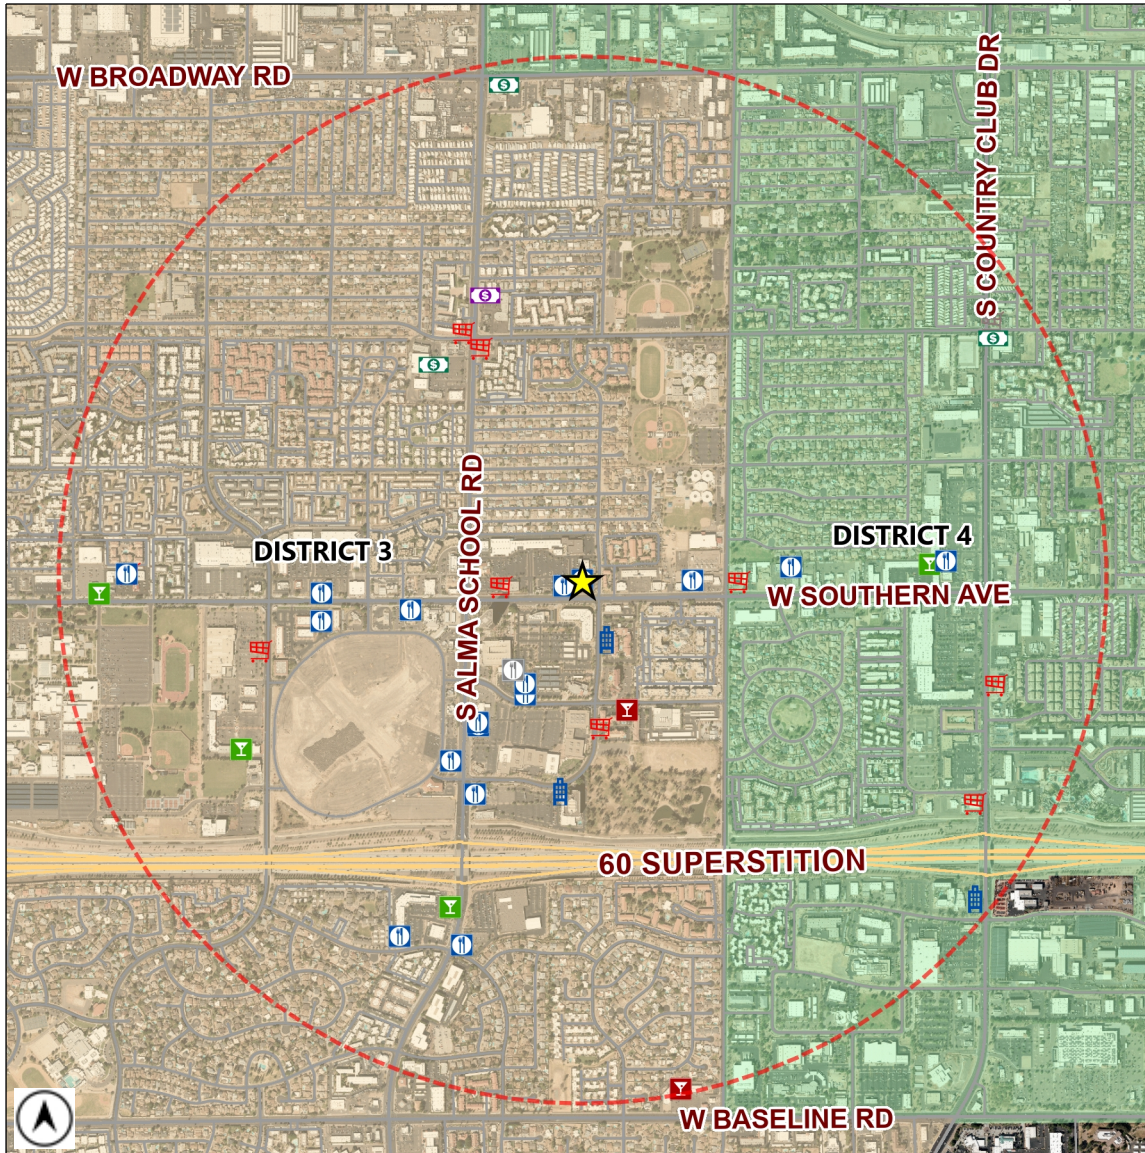 W BROADWAY RD
S COUNTRY CLUB DR
S ALMA SCHOOL RD
DISTRICT 3
DISTRICT 4
W SOUTHERN AVE
60 SUPERSTITION
W BASELINE RD